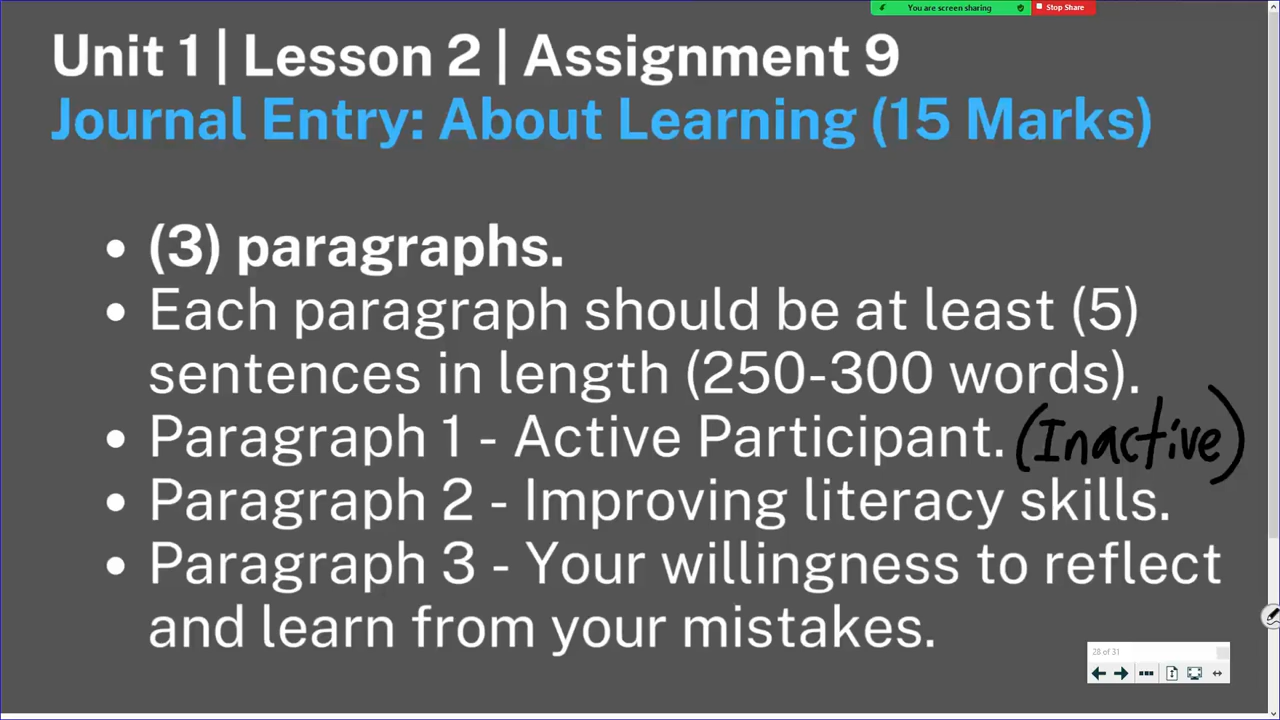 You are screen sharing
Stop Share
Unit 1 | Lesson 2 | Assignment 9
Journal Entry: About Learning (15 Marks)
• (3) paragraphs.
• Each paragraph should be at least (5)
sentences in length (250-300 words).
• Paragraph 1 - Active Participant. (Inactive)
• Paragraph 2 - Improving literacy skills.
• Paragraph 3 - Your willingness to reflect
and learn from your mistakes.
28 of 31